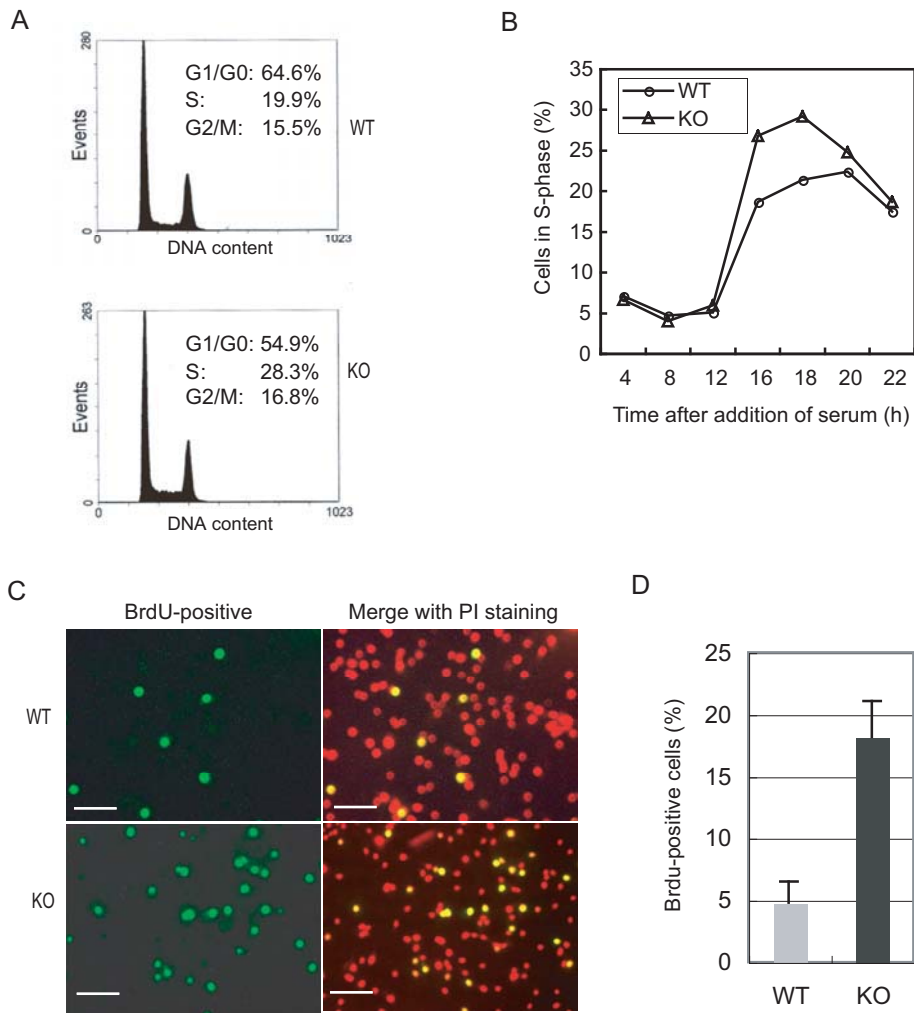 A
280
Events
0
G1/G0: 64.6%
S: 19.9%
G2/M: 15.5%
WT
0
1023
DNA content
263
Events
0
G1/G0: 54.9%
S: 28.3%
G2/M: 16.8%
KO
0
1023
DNA content
B
Cells in S-phase (%)
35
30
25
20
15
10
5
0
WT
KO
4 8 12 16 18 20 22
Time after addition of serum (h)
C
BrdU-positive
Merge with PI staining
WT
KO
D
Brdu-positive cells (%)
25
20
15
10
5
0
WT KO